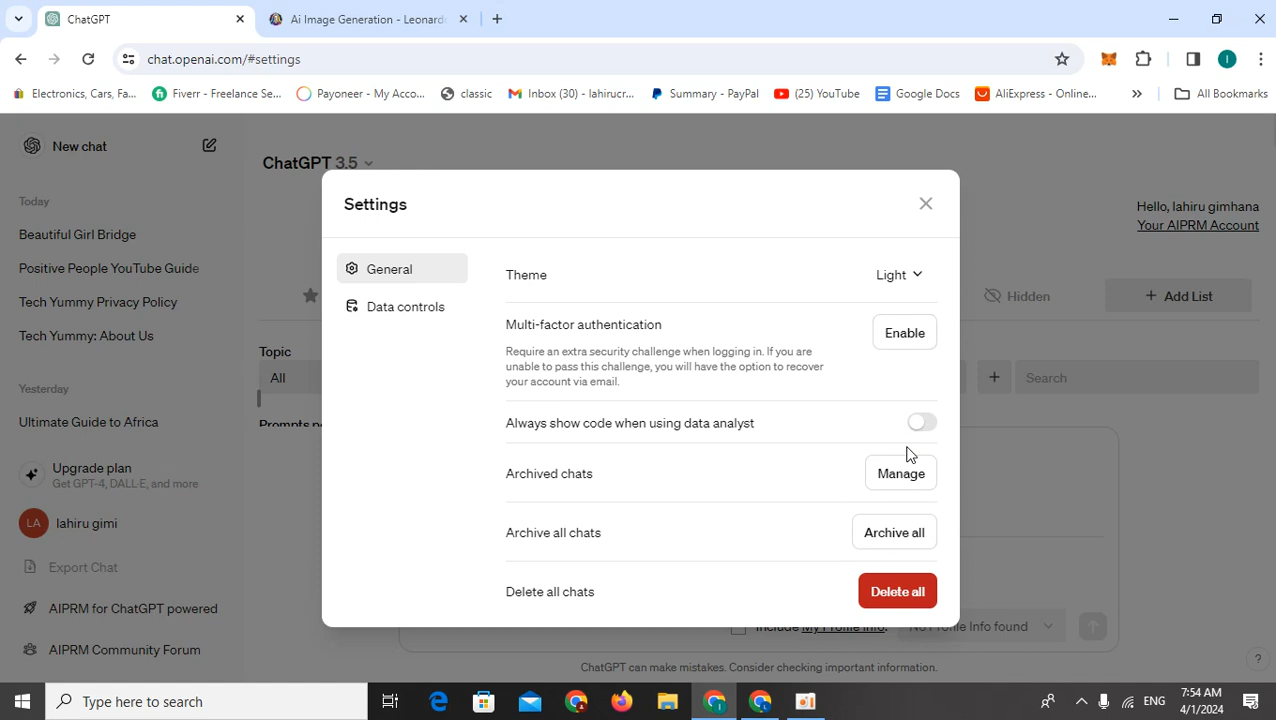 ChatGPT
Ai Image Generation - Leonard
chat.openai.com/#settings
I
Electronics, Cars, Fa...
Fiverr - Freelance Se...
Payoneer - My Acco...
classic
Inbox (30) - lahirucr...
Summary - PayPal
(25) YouTube
Google Docs
AliExpress - Online...
All Bookmarks
New chat
Today
Beautiful Girl Bridge
Positive People YouTube Guide
Tech Yummy Privacy Policy
Tech Yummy: About Us
Yesterday
Ultimate Guide to Africa
Upgrade plan
Get GPT-4, DALL·E, and more
LA
lahiru gimi
Export Chat
AIPRM for ChatGPT powered
AIPRM Community Forum
ChatGPT 3.5
Hello, lahiru gimhana
Your AIPRM Account
Hidden
+ Add List
Topic
All
+
Search
Settings
General
Data controls
Theme
Light
Multi-factor authentication
Enable
Require an extra security challenge when logging in. If you are
unable to pass this challenge, you will have the option to recover
your account via email.
Always show code when using data analyst
Archived chats
Manage
Archive all chats
Archive all
Delete all chats
Delete all
Include My Profile Info.
No Profile Info found
ChatGPT can make mistakes. Consider checking important information.
?
Type here to search
ENG
7:54 AM
4/1/2024